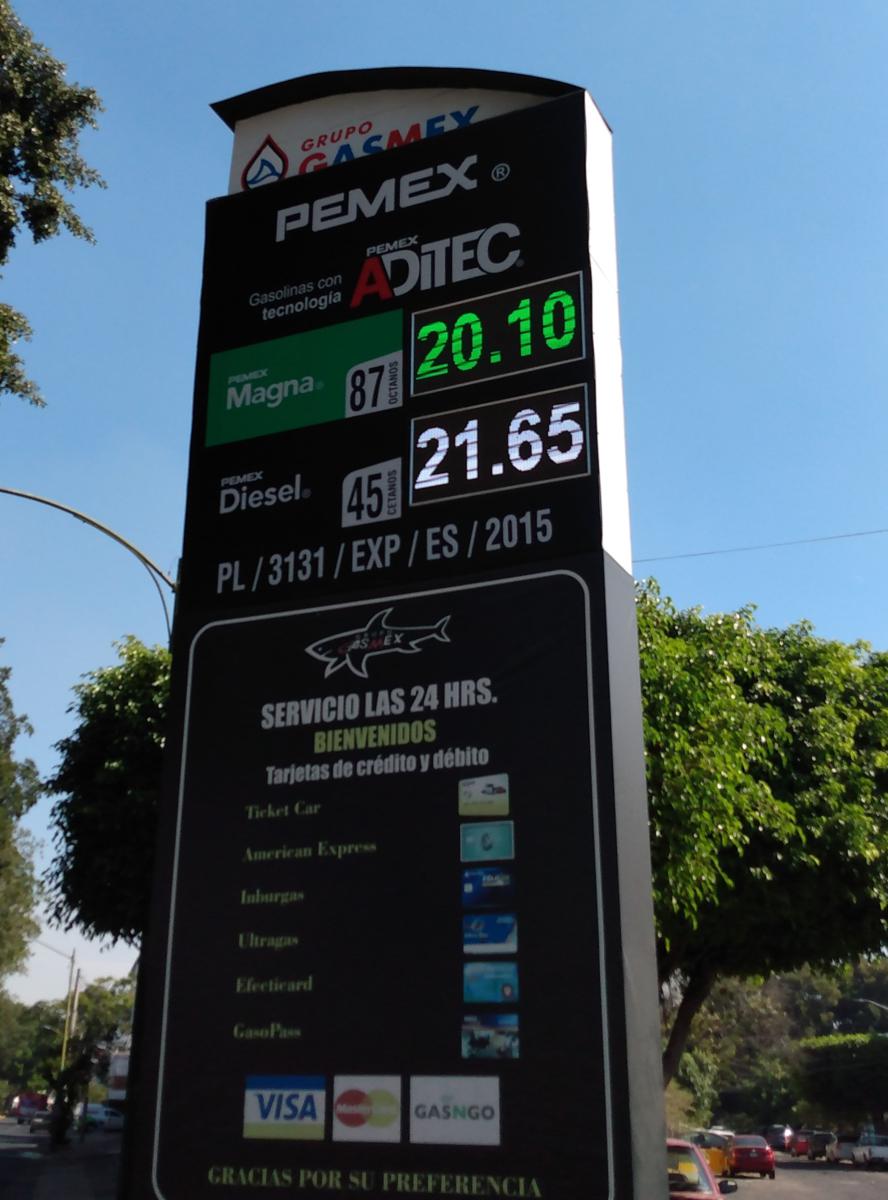 GRUPO
GASMEX
PEMEX®
Gasolinas con
tecnología
PEMEX
ADITEC
PEMEX
Magna®
87
OCTANOS
20.10
PEMEX
Diesel®
45
CETANOS
21.65
PL / 3131 / EXP / ES / 2015
GRUPO
GASMEX
SERVICIO LAS 24 HRS.
BIENVENIDOS
Tarjetas de crédito y débito
Ticket Car
American Express
Inburgas
Ultragas
Efecticard
GasoPass
VISA
MasterCard
GASNGO
GRACIAS POR SU PREFERENCIA